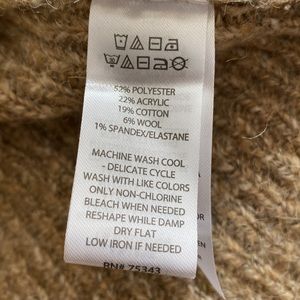 52% POLYESTER
22% ACRYLIC
19% COTTON
6% WOOL
1% SPANDEX/ELASTANE
MACHINE WASH COOL
- DELICATE CYCLE
WASH WITH LIKE COLORS
ONLY NON-CHLORINE
BLEACH WHEN NEEDED
RESHAPE WHILE DAMP
DRY FLAT
LOW IRON IF NEEDED
RN# 75343